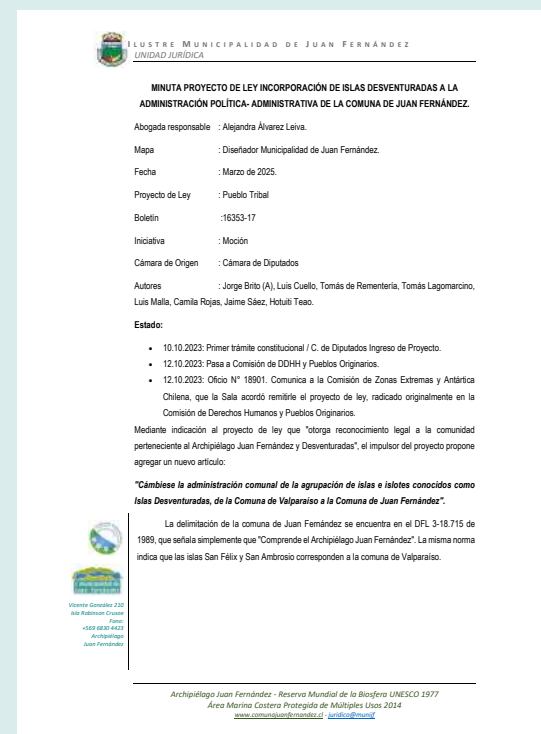 ILUSTRE MUNICIPALIDAD DE JUAN FERNÁNDEZ
UNIDAD JURÍDICA
MINUTA PROYECTO DE LEY INCORPORACIÓN DE ISLAS DESVENTURADAS A LA
ADMINISTRACIÓN POLÍTICA- ADMINISTRATIVA DE LA COMUNA DE JUAN FERNÁNDEZ.
Abogada responsable : Alejandra Álvarez Leiva.
Mapa : Diseñador Municipalidad de Juan Fernández.
Fecha : Marzo de 2025.
Proyecto de Ley : Pueblo Tribal
Boletín :16353-17
Iniciativa : Moción
Cámara de Origen : Cámara de Diputados
Autores : Jorge Brito (A), Luis Cuello, Tomás de Rementería, Tomás Lagomarcino,
Luis Malla, Camila Rojas, Jaime Sáez, Hotuiti Teao.
Estado:
• 10.10.2023: Primer trámite constitucional / C. de Diputados Ingreso de Proyecto.
• 12.10.2023: Pasa a Comisión de DDHH y Pueblos Originarios.
• 12.10.2023: Oficio N° 18901. Comunica a la Comisión de Zonas Extremas y Antártica
Chilena, que la Sala acordó remitirle el proyecto de ley, radicado originalmente en la
Comisión de Derechos Humanos y Pueblos Originarios.
Mediante indicación al proyecto de ley que "otorga reconocimiento legal a la comunidad
perteneciente al Archipiélago Juan Fernández y Desventuradas", el impulsor del proyecto propone
agregar un nuevo artículo:
"Cámbiese la administración comunal de la agrupación de islas e islotes conocidos como
Islas Desventuradas, de la Comuna de Valparaíso a la Comuna de Juan Fernández".
La delimitación de la comuna de Juan Fernández se encuentra en el DFL 3-18.715 de
1989, que señala simplemente que "Comprende el Archipiélago Juan Fernández". La misma norma
indica que las islas San Félix y San Ambrosio corresponden a la comuna de Valparaíso.
Vicente González 210
Isla Robinson Crusoe
Fono:
+569 6830 4423
Archipiélago
Juan Fernández
Archipiélago Juan Fernández - Reserva Mundial de la Biosfera UNESCO 1977
Área Marina Costera Protegida de Múltiples Usos 2014
www.comunajuanfernandez.cl - juridico@munijf